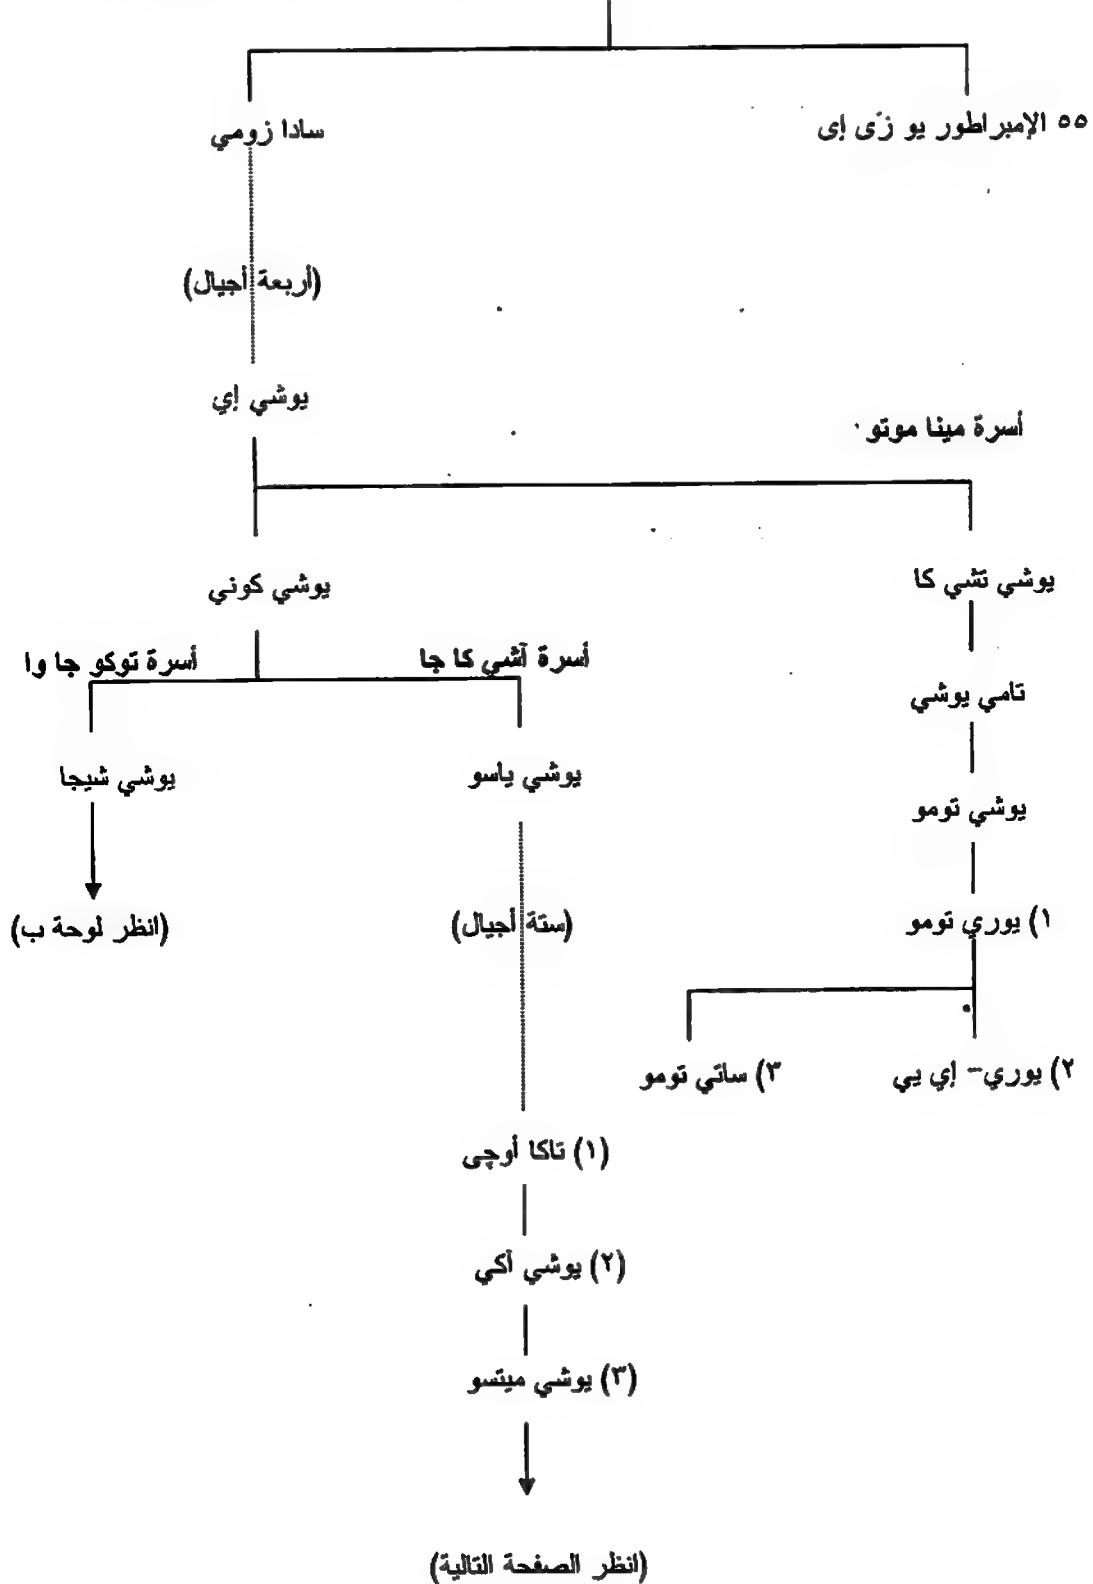 ٥٥ الإمبراطور يو زّى إى
سادا زومي
(أربعة أجيال)
يوشي إي
أسرة مينا موتو
يوشي تشي كا
يوشي كوني
أسرة آشي كا جا
أسرة توكو جا وا
تامي يوشي
يوشي ياسو
يوشي شيجا
يوشي تومو
١) يوري تومو
(ستة أجيال)
(انظر لوحة ب)
٢) يوري- إي يي
٣) ساتي تومو
(١) تاكا أوچى
(٢) يوشي أكي
(٣) يوشي ميتسو
(انظر الصفحة التالية)